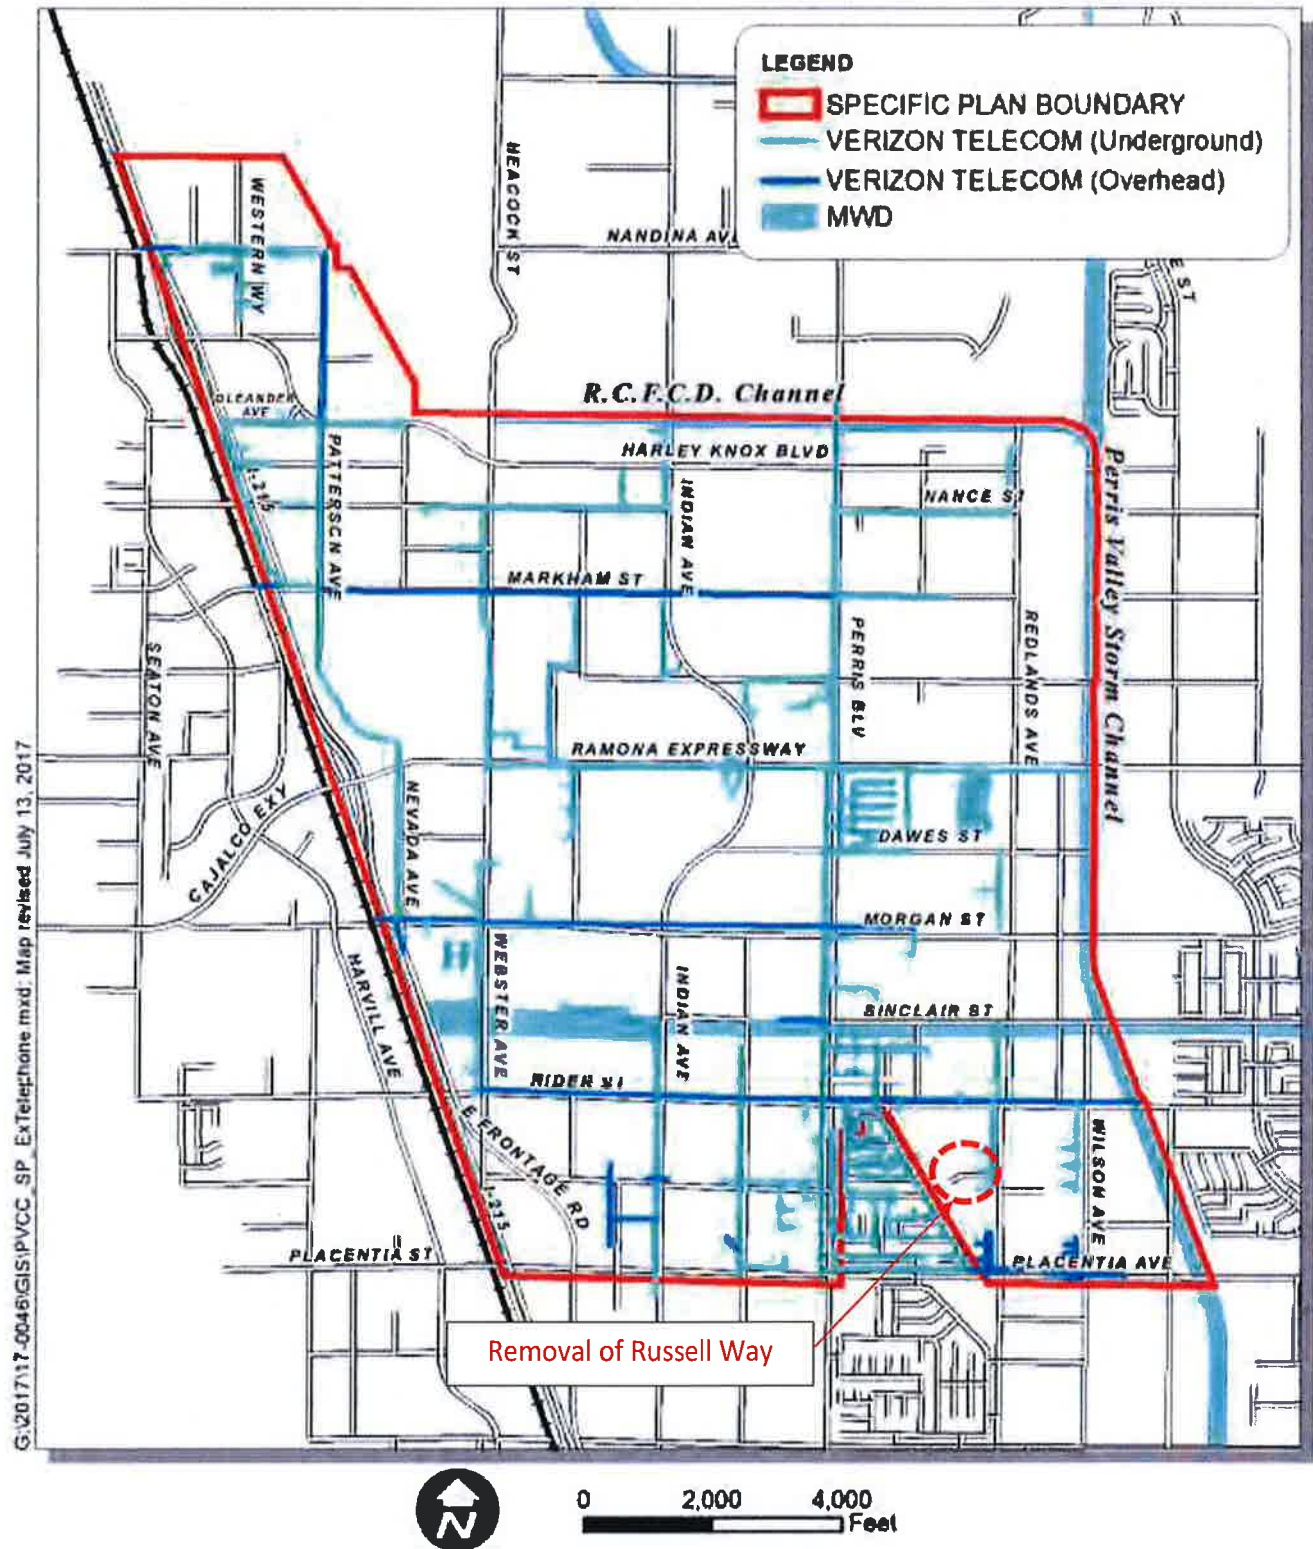 LEGEND
SPECIFIC PLAN BOUNDARY
VERIZON TELECOM (Underground)
VERIZON TELECOM (Overhead)
MWD
HEACOCK ST
WESTERN WY
NANDINA AV
E ST
R.C.F.C.D. Channel
OLEANDER
AVE
HARLEY KNOX BLVD
PATTERSON AVE
I-215
INDIAN AVE
NANCE ST
Perris Valley Storm Channel
MARKHAM ST
SEATON AVE
PERRIS BLV
REDLANDS AVE
RAMONA EXPRESSWAY
CAJALCO EXY
NEVADA AVE
DAWES ST
MORGAN ST
HARVILL AVE
WEBSTER AVE
INDIAN AVE
SINCLAIR ST
RIDER ST
E FRONTAGE RD
I-215
WILSON AVE
PLACENTIA ST
PLACENTIA AVE
Removal of Russell Way
G:\2017\17-0046\GIS\PVCC_SP_ExTelephone.mxd; Map revised July 13, 2017
N
0 2,000 4,000
Feet